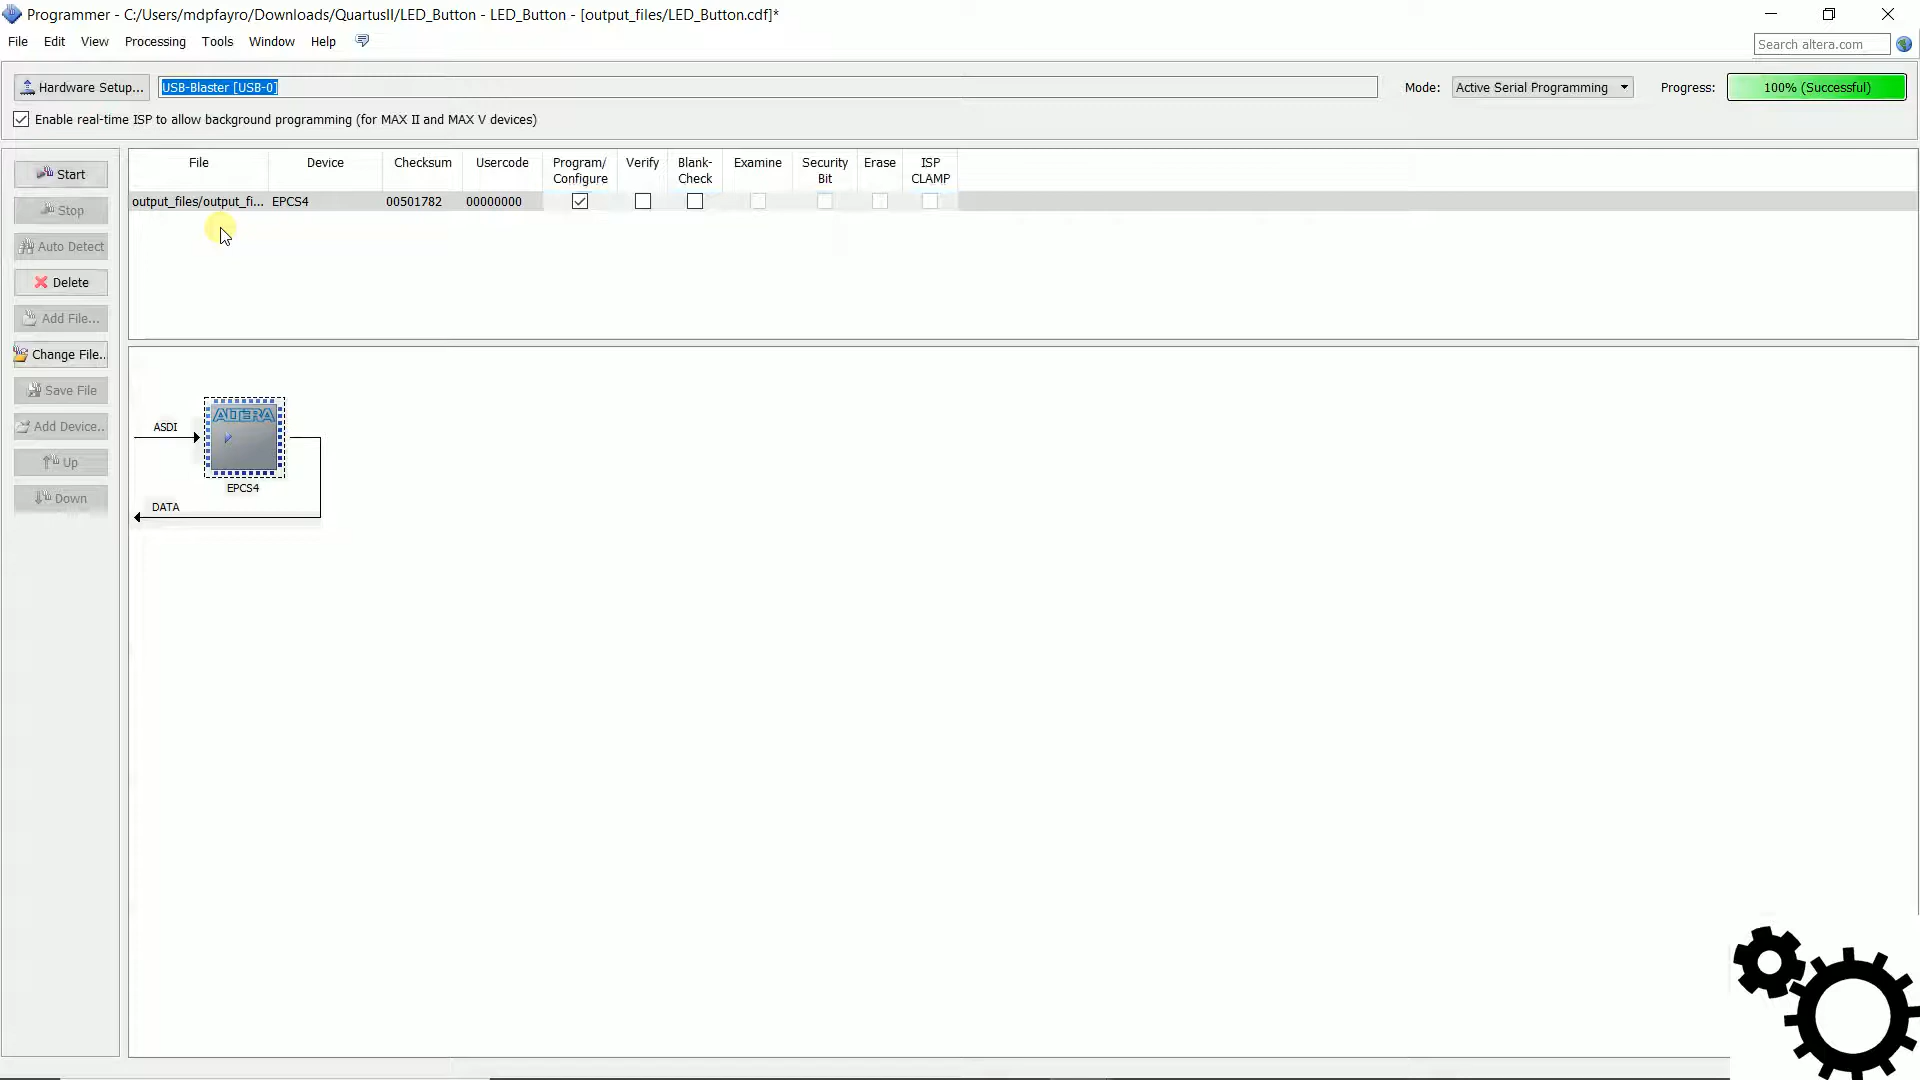 Programmer - C:/Users/mdpfayro/Downloads/QuartusII/LED_Button - LED_Button - [output_files/LED_Button.cdf]*
File Edit View Processing Tools Window Help
Search altera.com
Hardware Setup... USB-Blaster [USB-0] Mode: Active Serial Programming Progress: 100% (Successful)
Enable real-time ISP to allow background programming (for MAX II and MAX V devices)
File Device Checksum Usercode Program/ Configure Verify Blank- Check Examine Security Bit Erase ISP CLAMP
output_files/output_fi... EPCS4 00501782 00000000
Start
Stop
Auto Detect
Delete
Add File...
Change File..
Save File
Add Device..
Up
Down
ALTERA
ASDI
EPCS4
DATA